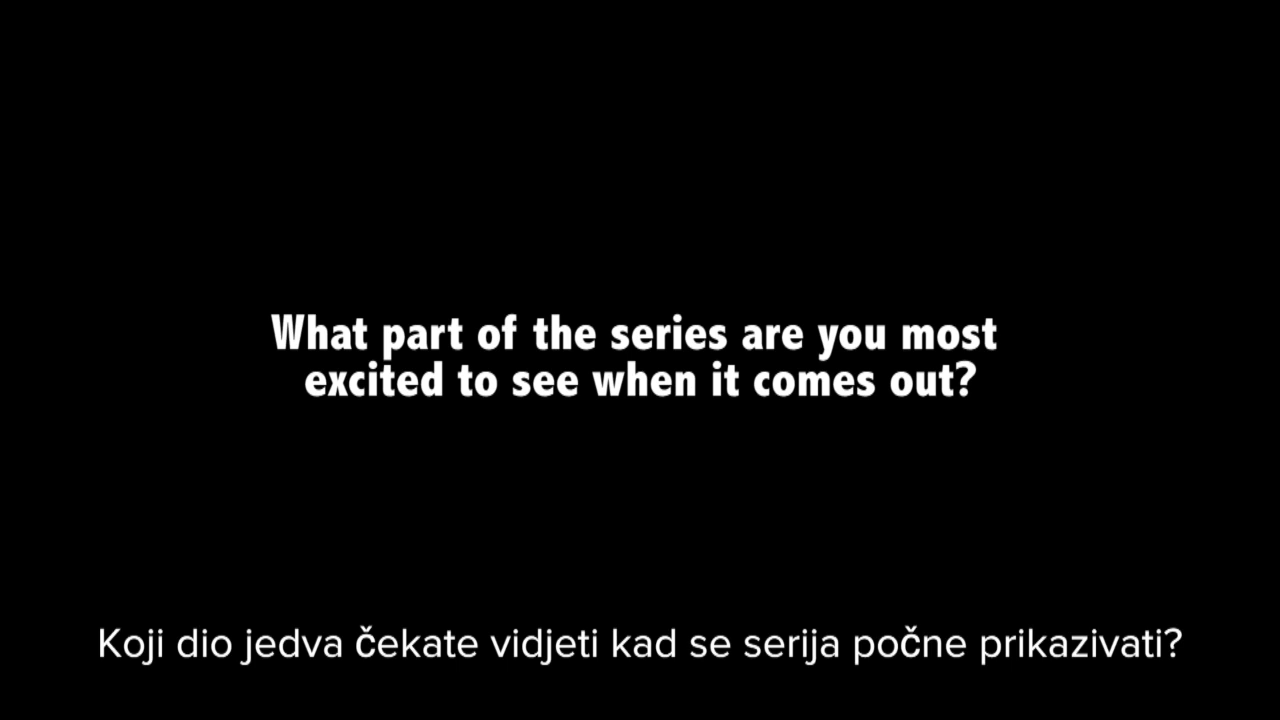 What part of the series are you most
excited to see when it comes out?
Koji dio jedva čekate vidjeti kad se serija počne prikazivati?